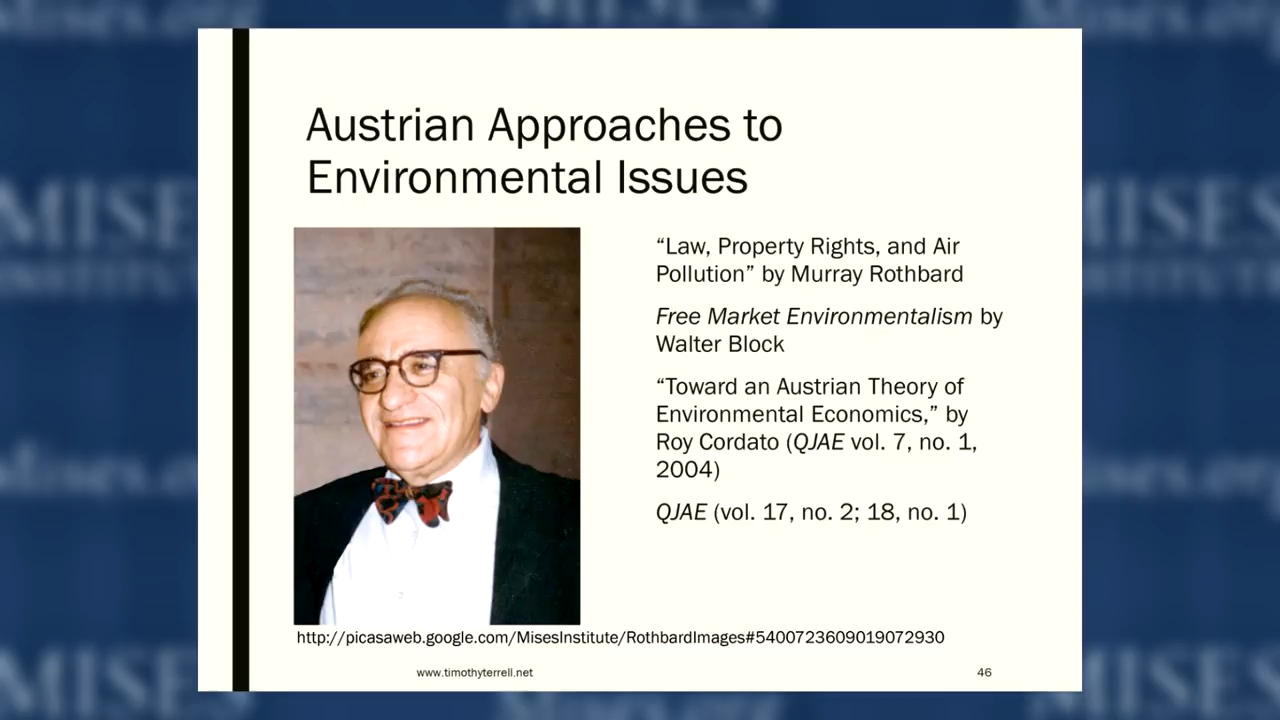 Austrian Approaches to
Environmental Issues
“Law, Property Rights, and Air
Pollution” by Murray Rothbard
Free Market Environmentalism by
Walter Block
“Toward an Austrian Theory of
Environmental Economics,” by
Roy Cordato (QJAE vol. 7, no. 1,
2004)
QJAE (vol. 17, no. 2; 18, no. 1)
http://picasaweb.google.com/MisesInstitute/RothbardImages#5400723609019072930
www.timothyterrell.net
46